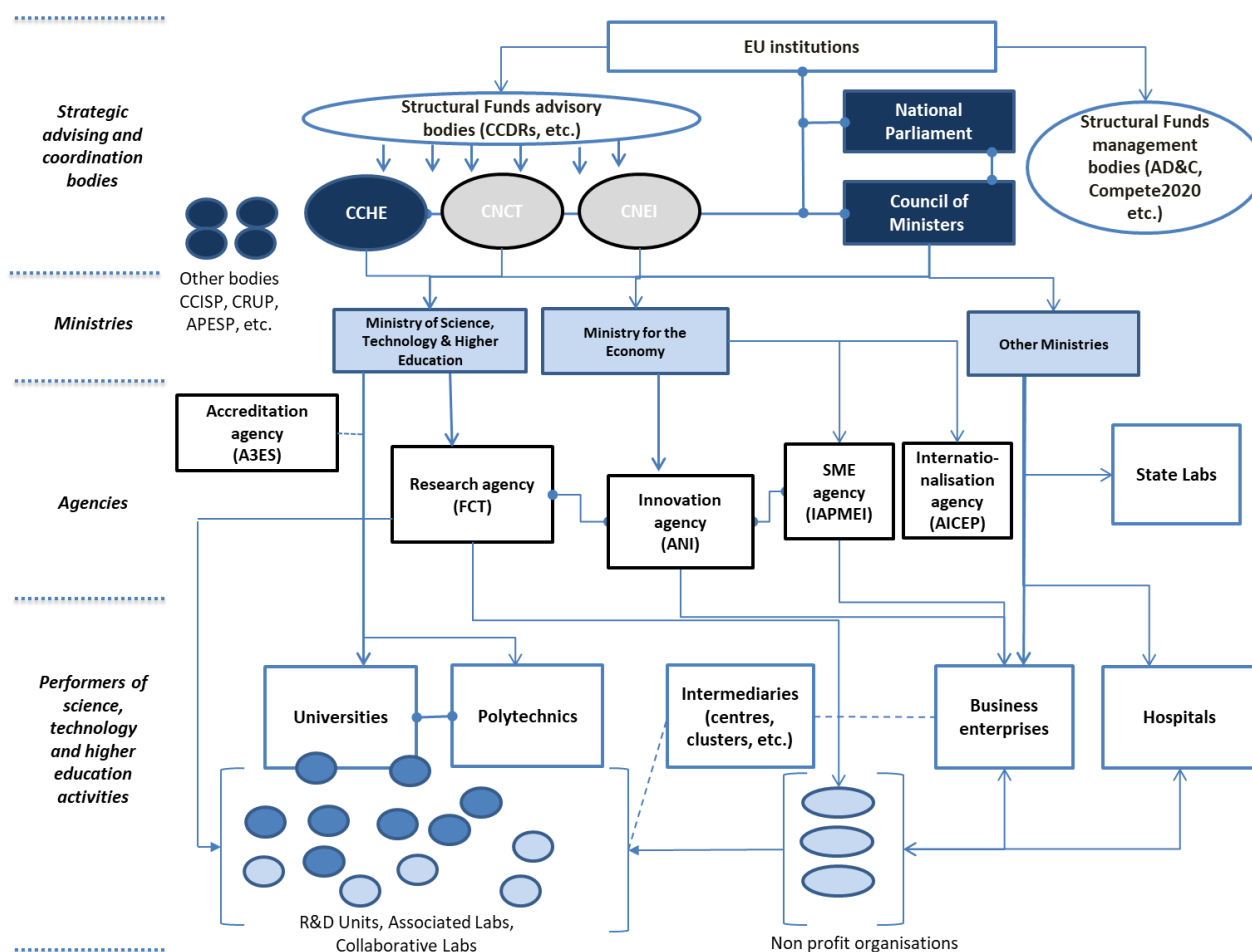 EU institutions
Strategic
advising and
coordination
bodies
Structural Funds advisory
bodies (CCDRs, etc.)
National
Parliament
Structural Funds
management
bodies (AD&C,
Compete2020
etc.)
CCHE
CNCT
CNEI
Council of
Ministers
Other bodies
CCISP, CRUP,
APESP, etc.
Ministries
Ministry of Science,
Technology & Higher
Education
Ministry for the
Economy
Other Ministries
Agencies
Accreditation
agency
(A3ES)
Research agency
(FCT)
Innovation
agency
(ANI)
SME
agency
(IAPMEI)
Internatio-
nalisation
agency
(AICEP)
State Labs
Performers of
science,
technology
and higher
education
activities
Universities
Polytechnics
Intermediaries
(centres,
clusters, etc.)
Business
enterprises
Hospitals
R&D Units, Associated Labs,
Collaborative Labs
Non profit organisations